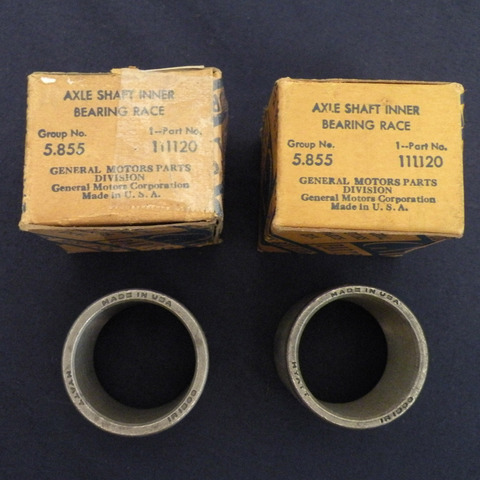 AXLE SHAFT INNER
BEARING RACE
Group No.
1--Part No.
5.855
111120
GENERAL MOTORS PARTS
DIVISION
General Motors Corporation
Made in U. S. A.
AXLE SHAFT INNER
BEARING RACE
Group No.
1--Part No.
5.855
111120
GENERAL MOTORS PARTS
DIVISION
General Motors Corporation
Made in U. S. A.
MADE IN USA
HYATT
MADE IN USA
HYATT